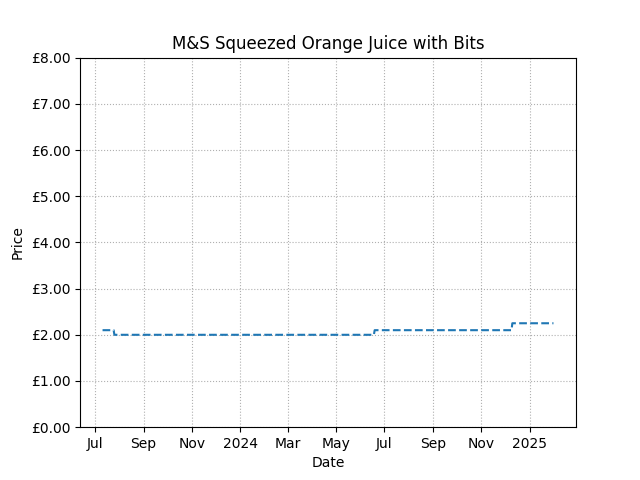 M&S Squeezed Orange Juice with Bits
£8.00
£7.00
£6.00
£5.00
£4.00
£3.00
£2.00
£1.00
£0.00
Price
Jul Sep Nov 2024 Mar May Jul Sep Nov 2025
Date